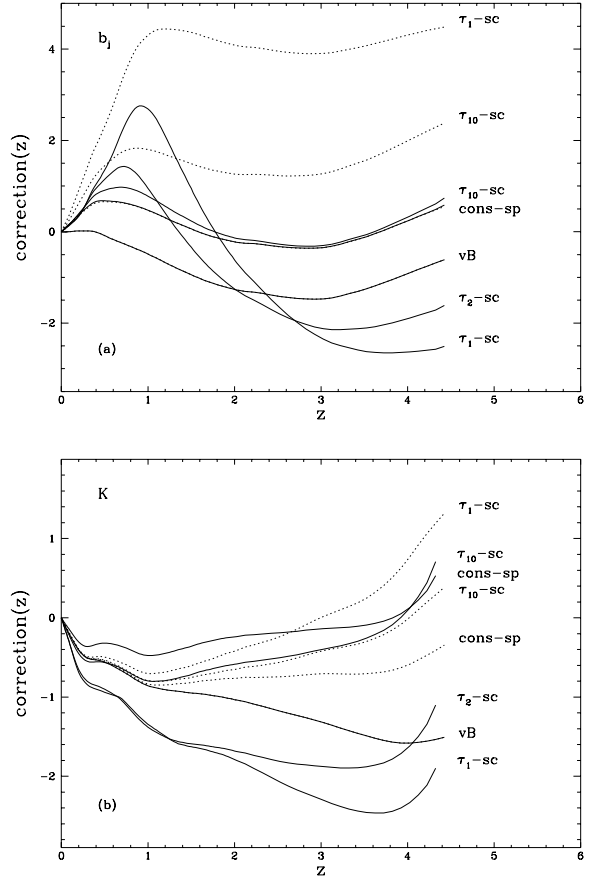 b_j
τ_1-sc
4
τ_10-sc
2
τ_10-sc
cons-sp
0
correction(z)
vB
τ_2-sc
-2
τ_1-sc
(a)
0 1 2 3 4 5 6
z
K
τ_1-sc
1
τ_10-sc
cons-sp
τ_10-sc
0
correction(z)
cons-sp
-1
τ_2-sc
vB
τ_1-sc
-2
(b)
0 1 2 3 4 5 6
z